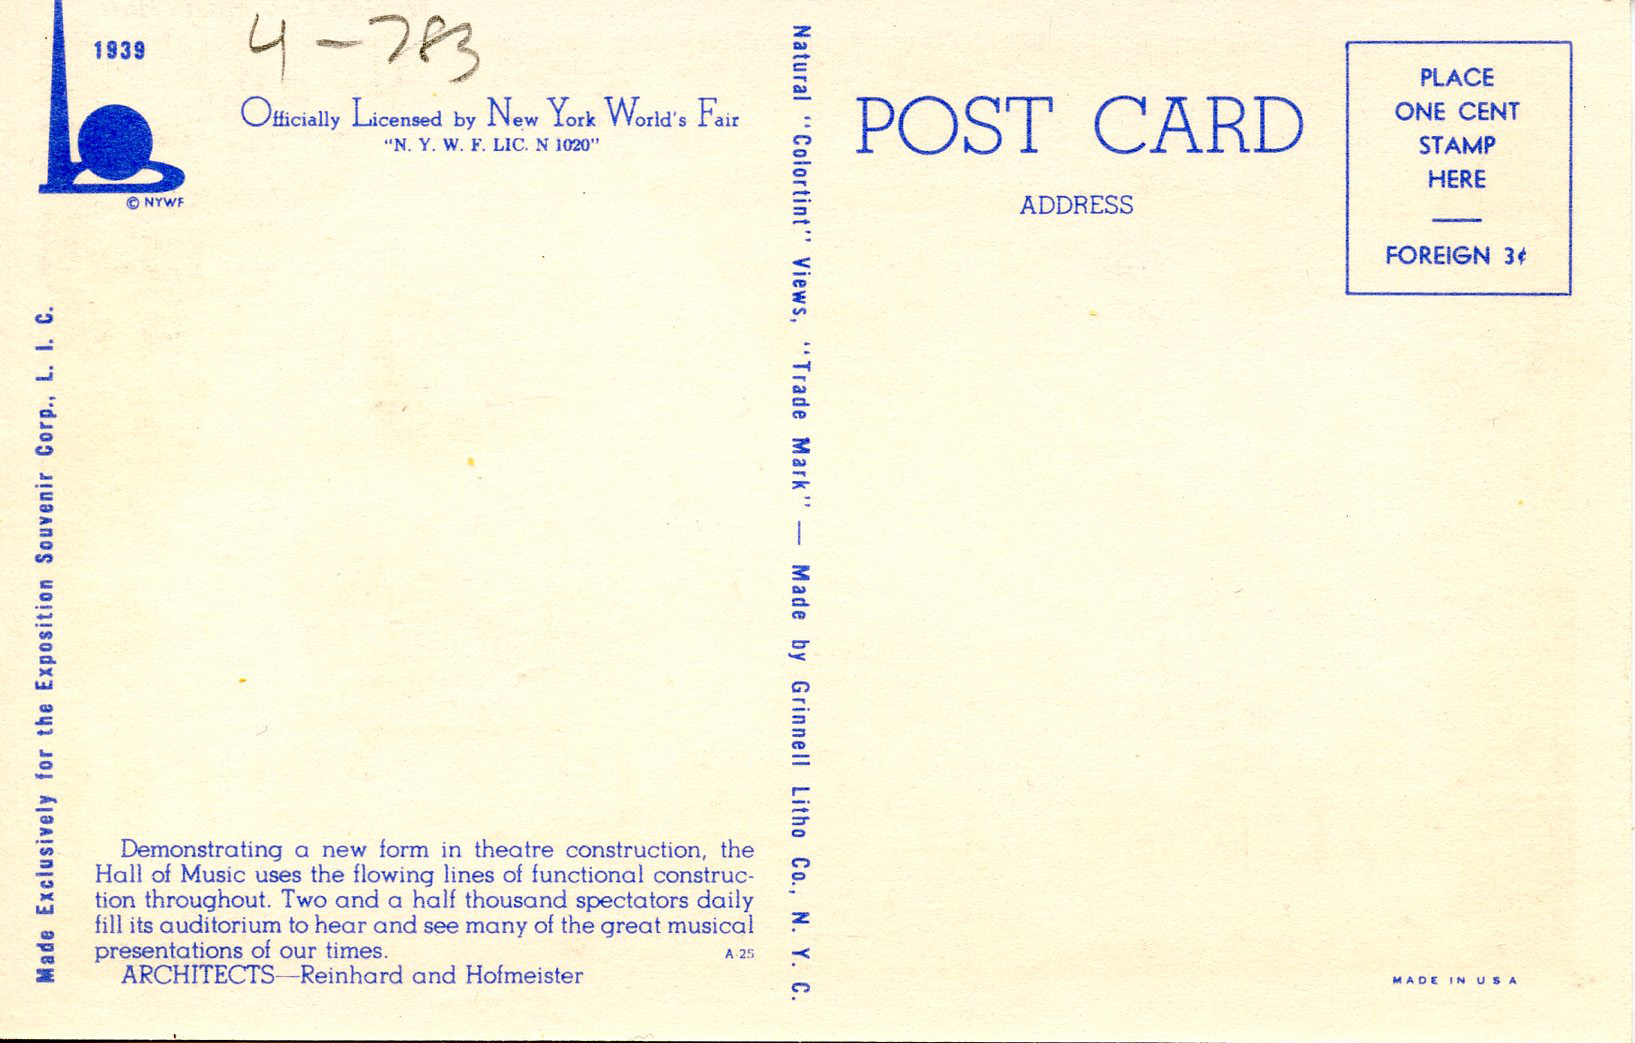 1939
4-783
Officially Licensed by New York World's Fair
"N. Y. W. F. LIC. N 1020"
© NYWF
Made Exclusively for the Exposition Souvenir Corp., L. I. C.
Demonstrating a new form in theatre construction, the
Hall of Music uses the flowing lines of functional construc-
tion throughout. Two and a half thousand spectators daily
fill its auditorium to hear and see many of the great musical
presentations of our times.
A-25
ARCHITECTS—Reinhard and Hofmeister
Natural "Colortint" Views, "Trade Mark" — Made by Grinnell Litho Co., N. Y. C.
POST CARD
ADDRESS
PLACE
ONE CENT
STAMP
HERE
—
FOREIGN 3¢
MADE IN USA